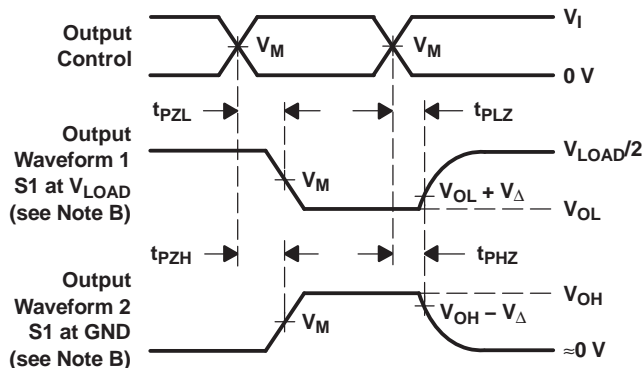 Output
Control
V_M
V_M
V_I
0 V
t_PZL
t_PLZ
Output
Waveform 1
S1 at V_LOAD
(see Note B)
V_M
V_LOAD/2
V_OL + V_Δ
V_OL
t_PZH
t_PHZ
Output
Waveform 2
S1 at GND
(see Note B)
V_M
V_OH
V_OH − V_Δ
≈0 V